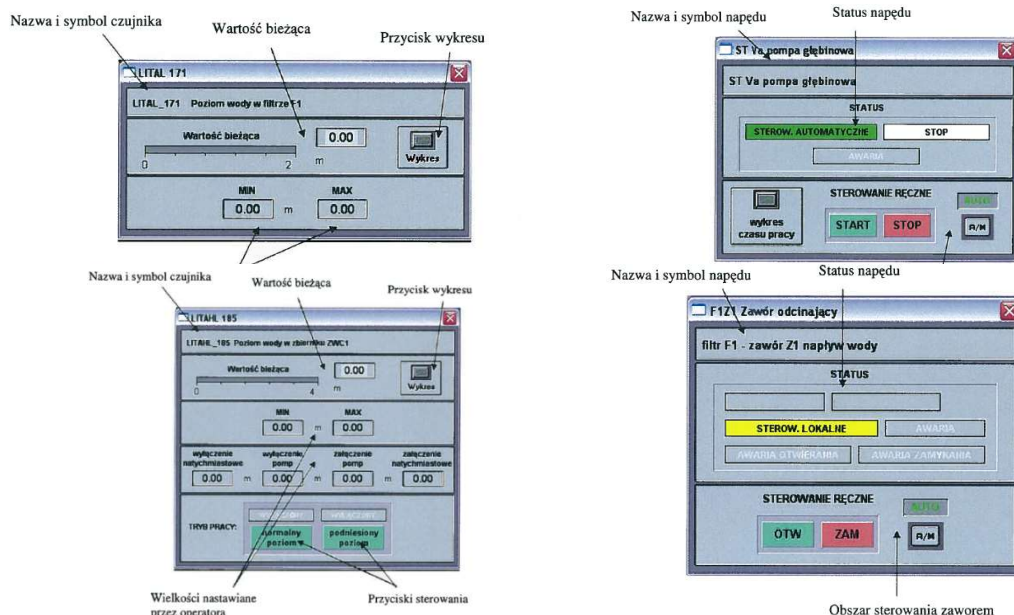 Nazwa i symbol czujnika
Wartość bieżąca
Przycisk wykresu
LITAL 171
LITAL_171 Poziom wody w filtrze F1
Wartość bieżąca
0.00
0 2 m
Wykres
MIN MAX
0.00 m 0.00
Nazwa i symbol czujnika
Wartość bieżąca
Przycisk wykresu
LITAHL 185
LITAHL_185 Poziom wody w zbiorniku ZWC1
Wartość bieżąca
0.00
0 4 m
Wykres
MIN MAX
0.00 m 0.00
wyłączenie natychmiastowe
wyłączenie pomp
załączenie pomp
załączenie natychmiastowe
0.00 m 0.00 m 0.00 m 0.00
TRYB PRACY:
normalny poziom
podniesiony poziom
Wielkości nastawiane
przez operatora
Przyciski sterowania
Nazwa i symbol napędu
Status napędu
ST Va pompa głębinowa
ST Va pompa głębinowa
STATUS
STEROW. AUTOMATYCZNE STOP
AWARIA
STEROWANIE RĘCZNE
AUTO
wykres
czasu pracy
START STOP A/M
Nazwa i symbol napędu
Status napędu
F1Z1 Zawór odcinający
filtr F1 - zawór Z1 napływ wody
STATUS
STEROW. LOKALNE AWARIA
AWARIA OTWIERANIA AWARIA ZAMYKANIA
STEROWANIE RĘCZNE
AUTO
OTW ZAM A/M
Obszar sterowania zaworem